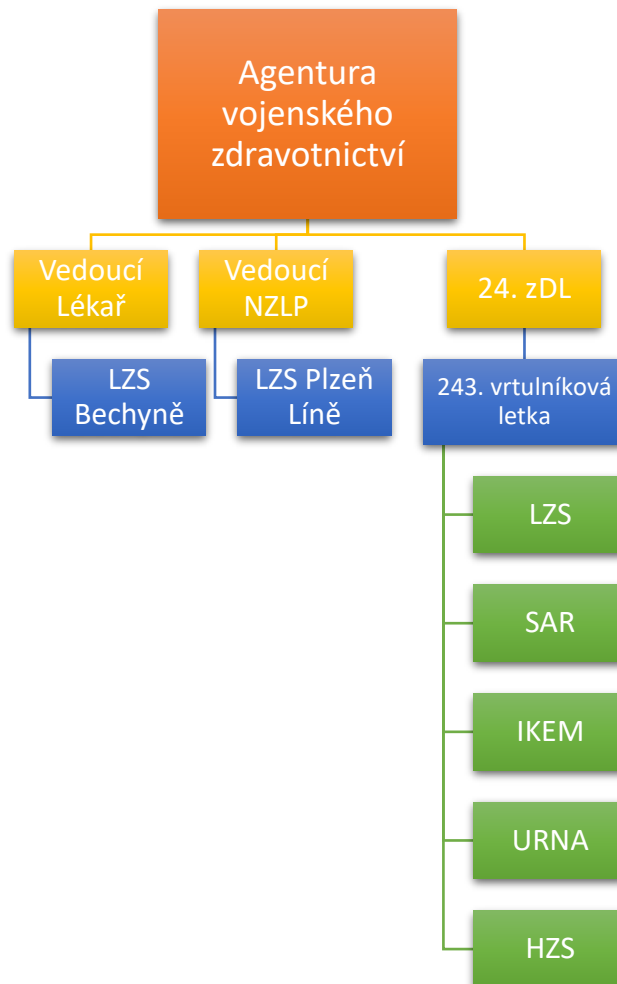 Agentura
vojenského
zdravotnictví
Vedoucí
Lékař
Vedoucí
NZLP
24. zDL
LZS
Bechyně
LZS Plzeň
Líně
243. vrtulníková
letka
LZS
SAR
IKEM
URNA
HZS